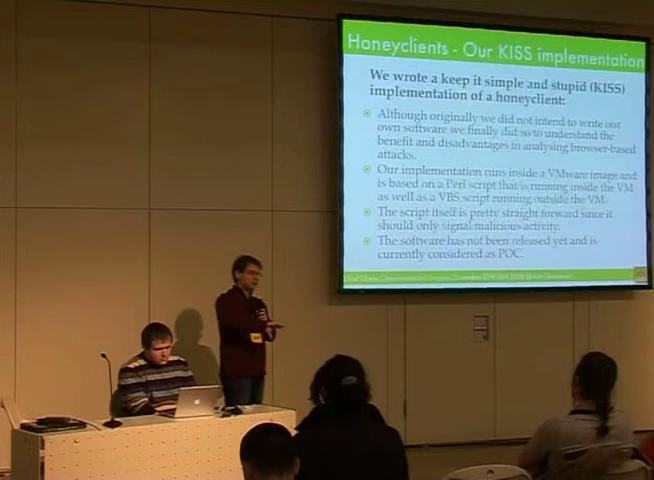 Honeyclients - Our KISS implementation
We wrote a keep it simple and stupid (KISS)
implementation of a honeyclient:
Although originally we did not intend to write our
own software we finally did so to understand the
benefit and disadvantages in analysing browser-based
attacks.
Our implementation runs inside a VMware image and
is based on a Perl script that is running inside the VM
as well as a VBS script running outside the VM.
The script itself is pretty straight forward since it
should only signal malicious activity.
The software has not been released yet and is
currently considered as POC.